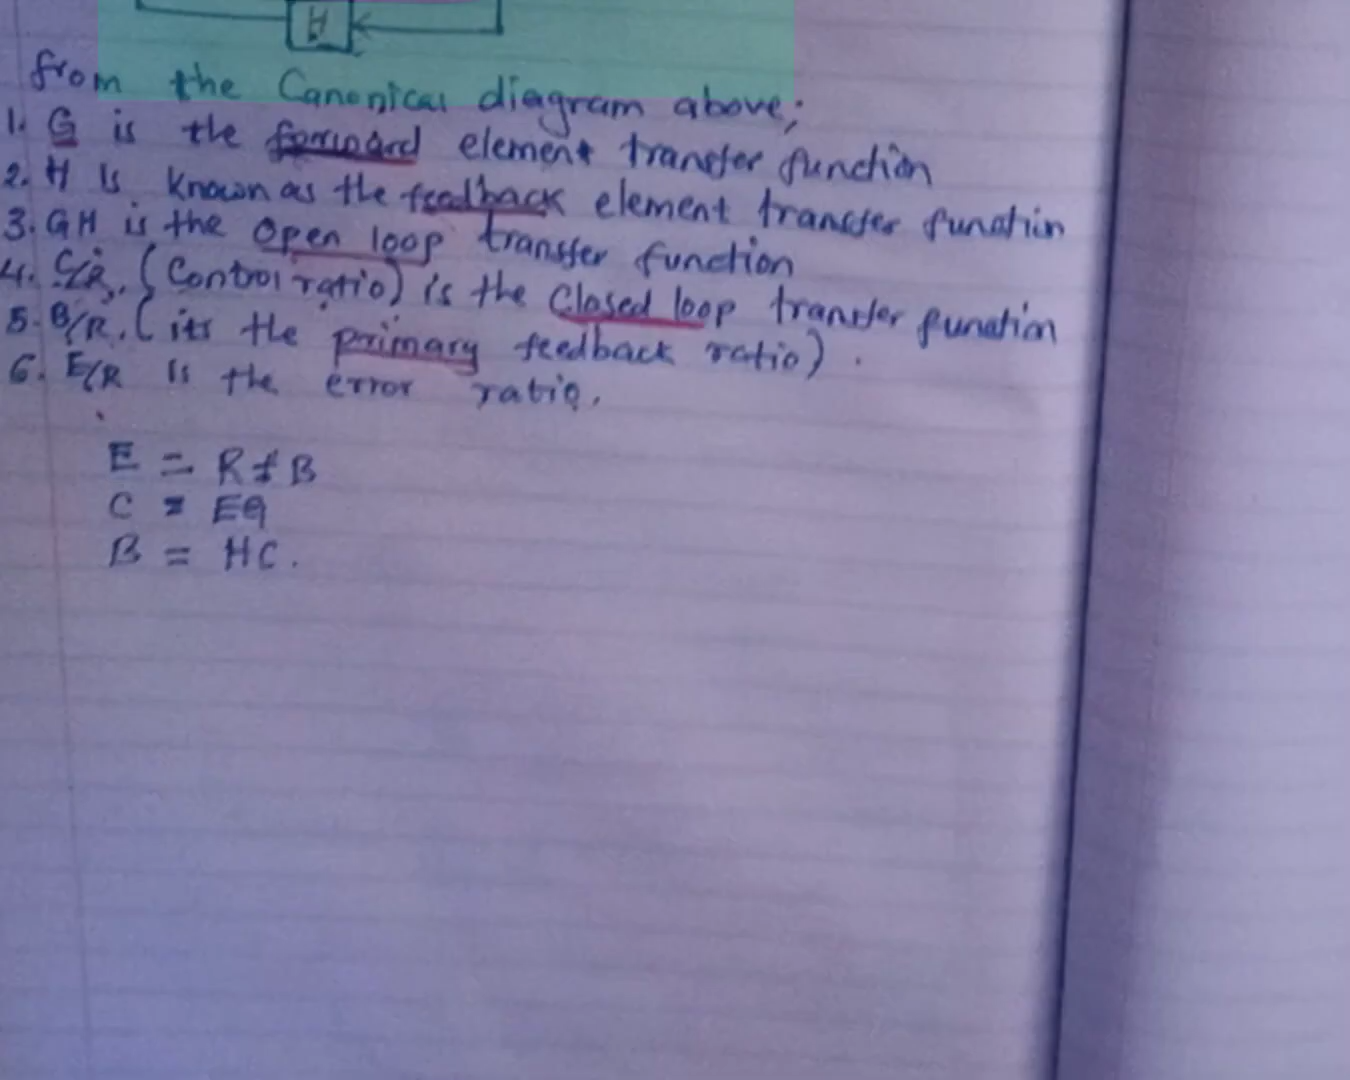 H
from the Canonical diagram above;
1. G is the forward element transfer function
2. H is known as the feedback element transfer function
3. GH is the open loop transfer function
4. C/R, (Control ratio) is the Closed loop transfer function
5. B/R. (its the primary feedback ratio).
6. E/R is the error ratio.
E = R ± B
C = EG
B = HC.